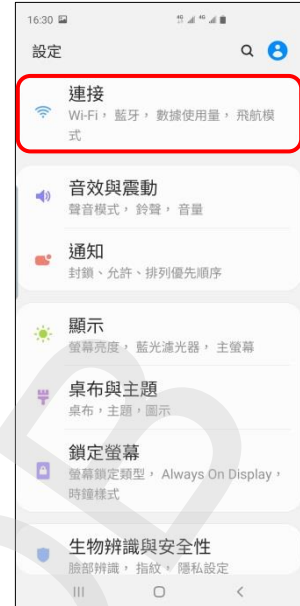 16:30
4G 4G
設定
連接
Wi-Fi，藍牙，數據使用量，飛航模
式
音效與震動
聲音模式，鈴聲，音量
通知
封鎖、允許、排列優先順序
顯示
螢幕亮度，藍光濾光器，主螢幕
桌布與主題
桌布，主題，圖示
鎖定螢幕
螢幕鎖定類型，Always On Display，
時鐘樣式
生物辨識與安全性
臉部辨識，指紋，隱私設定